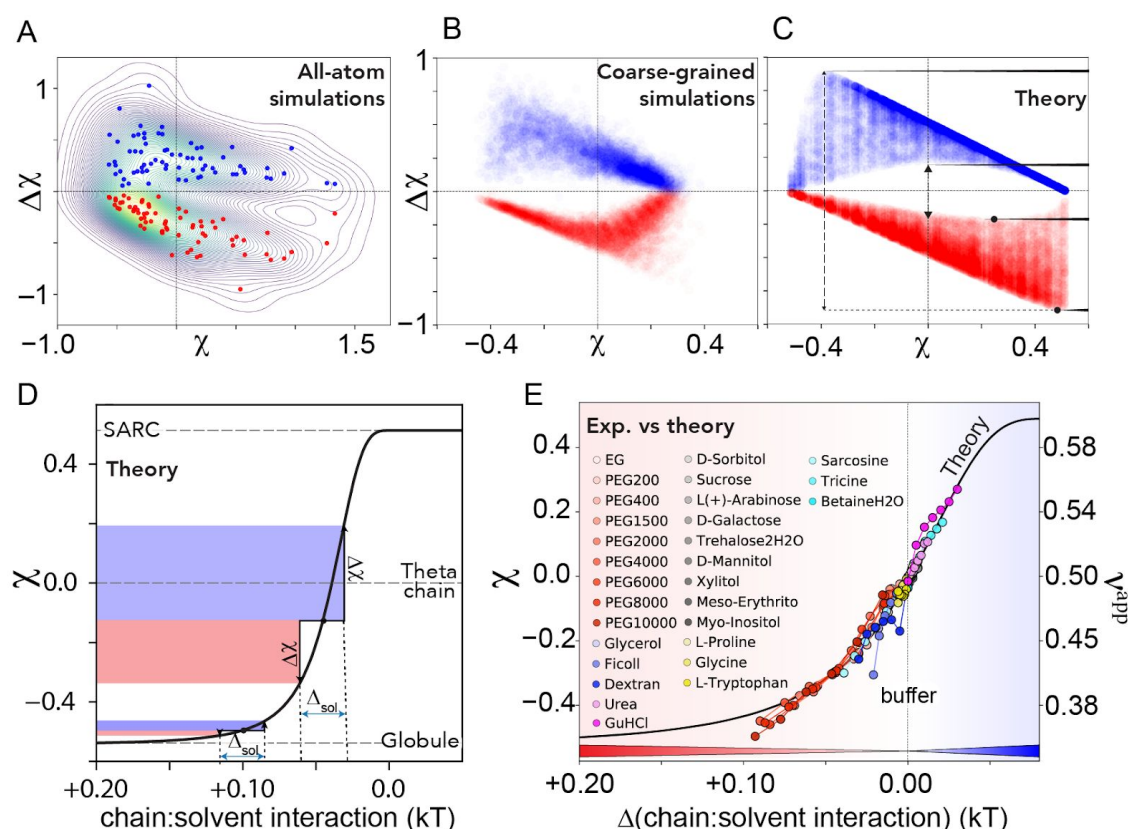 A
All-atom
simulations
1
Δχ
-1
-1.0
χ
1.5
B
Coarse-grained
simulations
1
-1
−0.4
χ
0.4
C
Theory
−0.4
χ
0.4
D
SARC
0.4
Theory
χ
Δχ
Theta
chain
0.0
Δχ
Δsol
-0.4
Globule
Δsol
+0.20
+0.10
0.0
chain:solvent interaction (kT)
E
Exp. vs theory
0.4
0.2
χ
0.0
-0.2
-0.4
EG
PEG200
PEG400
PEG1500
PEG2000
PEG4000
PEG6000
PEG8000
PEG10000
Glycerol
Ficoll
Dextran
Urea
GuHCl
D-Sorbitol
Sucrose
L(+)-Arabinose
D-Galactose
Trehalose2H2O
D-Mannitol
Xylitol
Meso-Erythrito
Myo-Inositol
L-Proline
Glycine
L-Tryptophan
Sarcosine
Tricine
BetaineH2O
Theory
buffer
0.58
0.54
0.50
0.45
0.38
νapp
+0.20
+0.10
0.00
Δ(chain:solvent interaction) (kT)